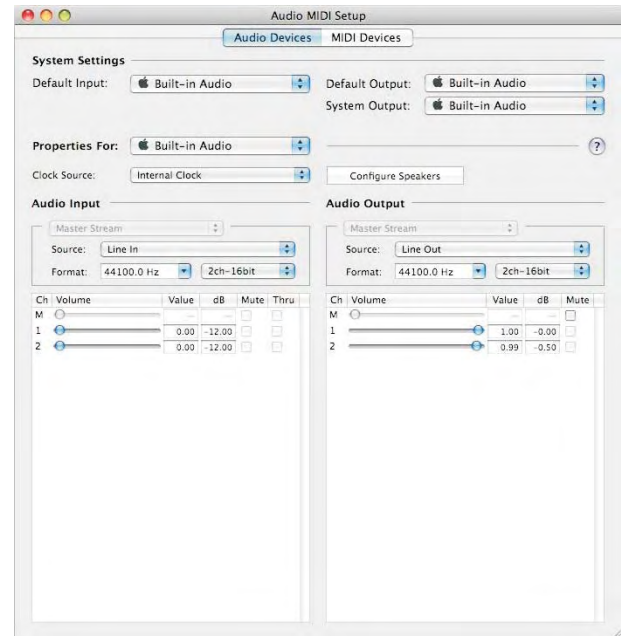 Audio MIDI Setup
Audio Devices MIDI Devices
System Settings
Default Input: Built-in Audio
Default Output: Built-in Audio
System Output: Built-in Audio
Properties For: Built-in Audio ?
Clock Source: Internal Clock
Configure Speakers
Audio Input
Master Stream
Source: Line In
Format: 44100.0 Hz 2ch-16bit
Ch Volume Value dB Mute Thru
M — —
1 0.00 -12.00
2 0.00 -12.00
Audio Output
Master Stream
Source: Line Out
Format: 44100.0 Hz 2ch-16bit
Ch Volume Value dB Mute
M — —
1 1.00 -0.00
2 0.99 -0.50